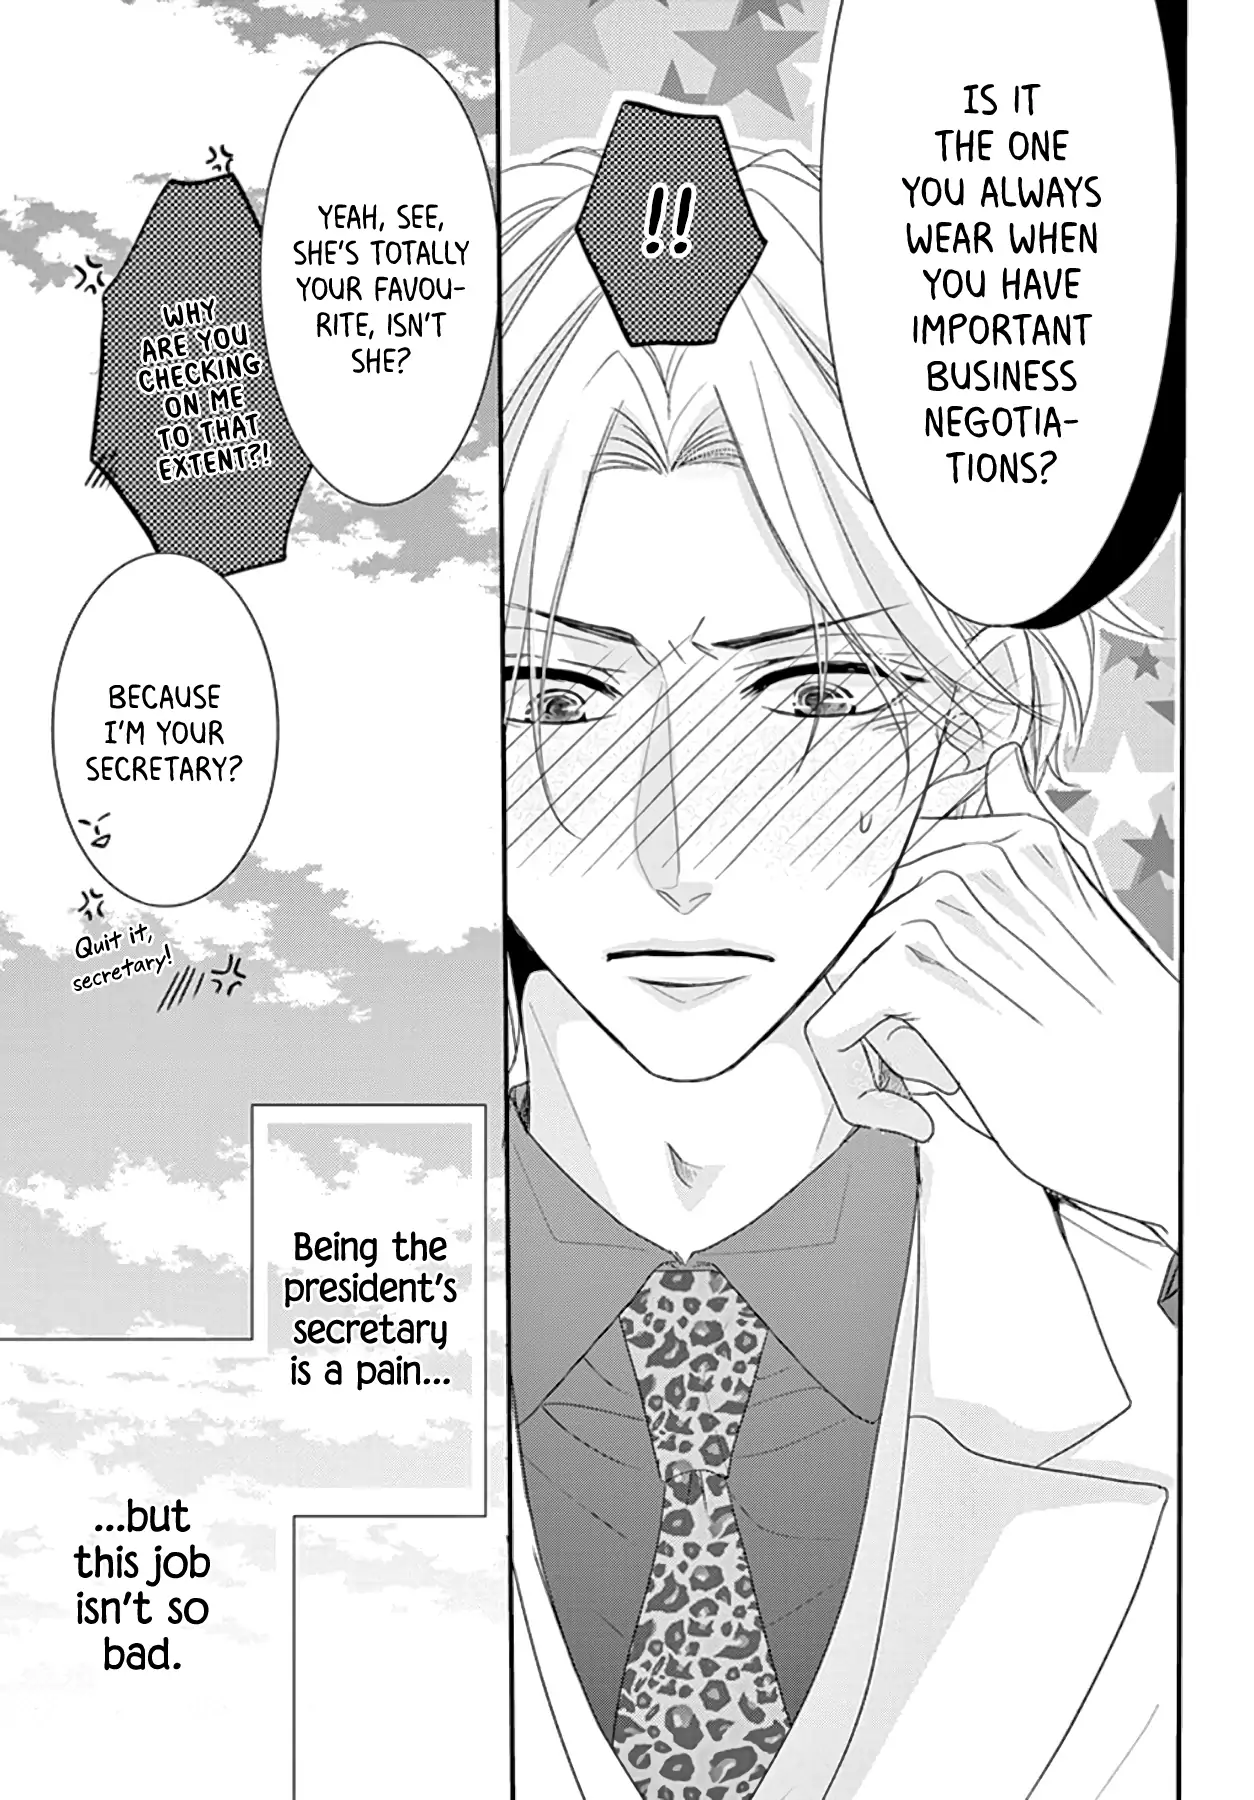 IS IT
THE ONE
YOU ALWAYS
WEAR WHEN
YOU HAVE
IMPORTANT
BUSINESS
NEGOTIA-
TIONS?
!!
YEAH, SEE,
SHE'S TOTALLY
YOUR FAVOU-
RITE, ISN'T
SHE?
WHY
ARE YOU
CHECKING
ON ME
TO THAT
EXTENT?!
BECAUSE
I'M YOUR
SECRETARY?
Quit it,
secretary!
Being the
president's
secretary
is a pain...
...but
this job
isn't so
bad.